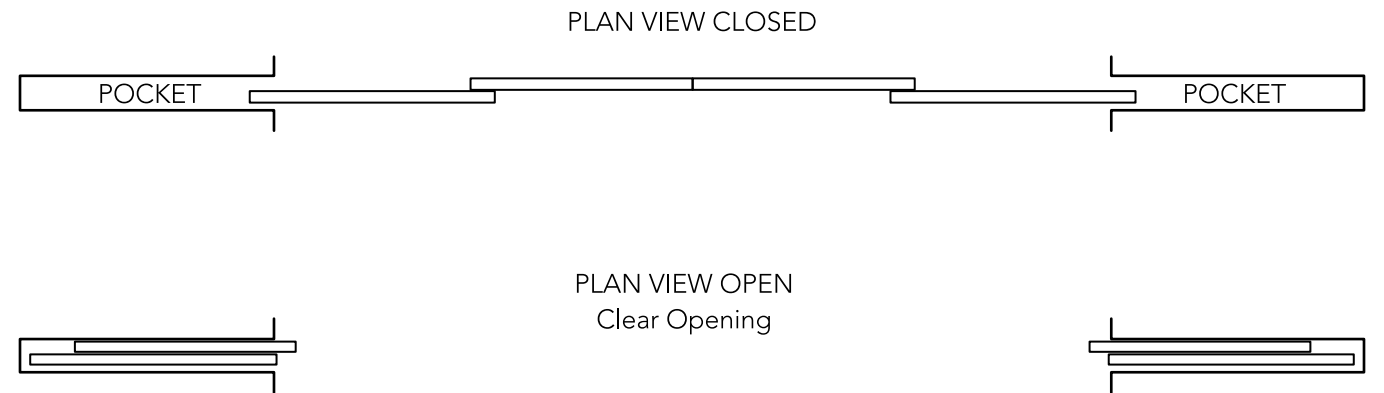 PLAN VIEW CLOSED
POCKET
POCKET
PLAN VIEW OPEN
Clear Opening